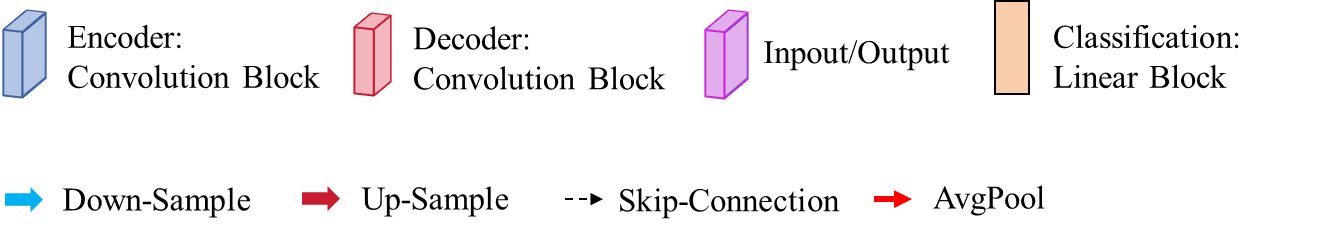 Encoder:
Convolution Block
Decoder:
Convolution Block
Inpout/Output
Classification:
Linear Block
Down-Sample
Up-Sample
Skip-Connection
AvgPool